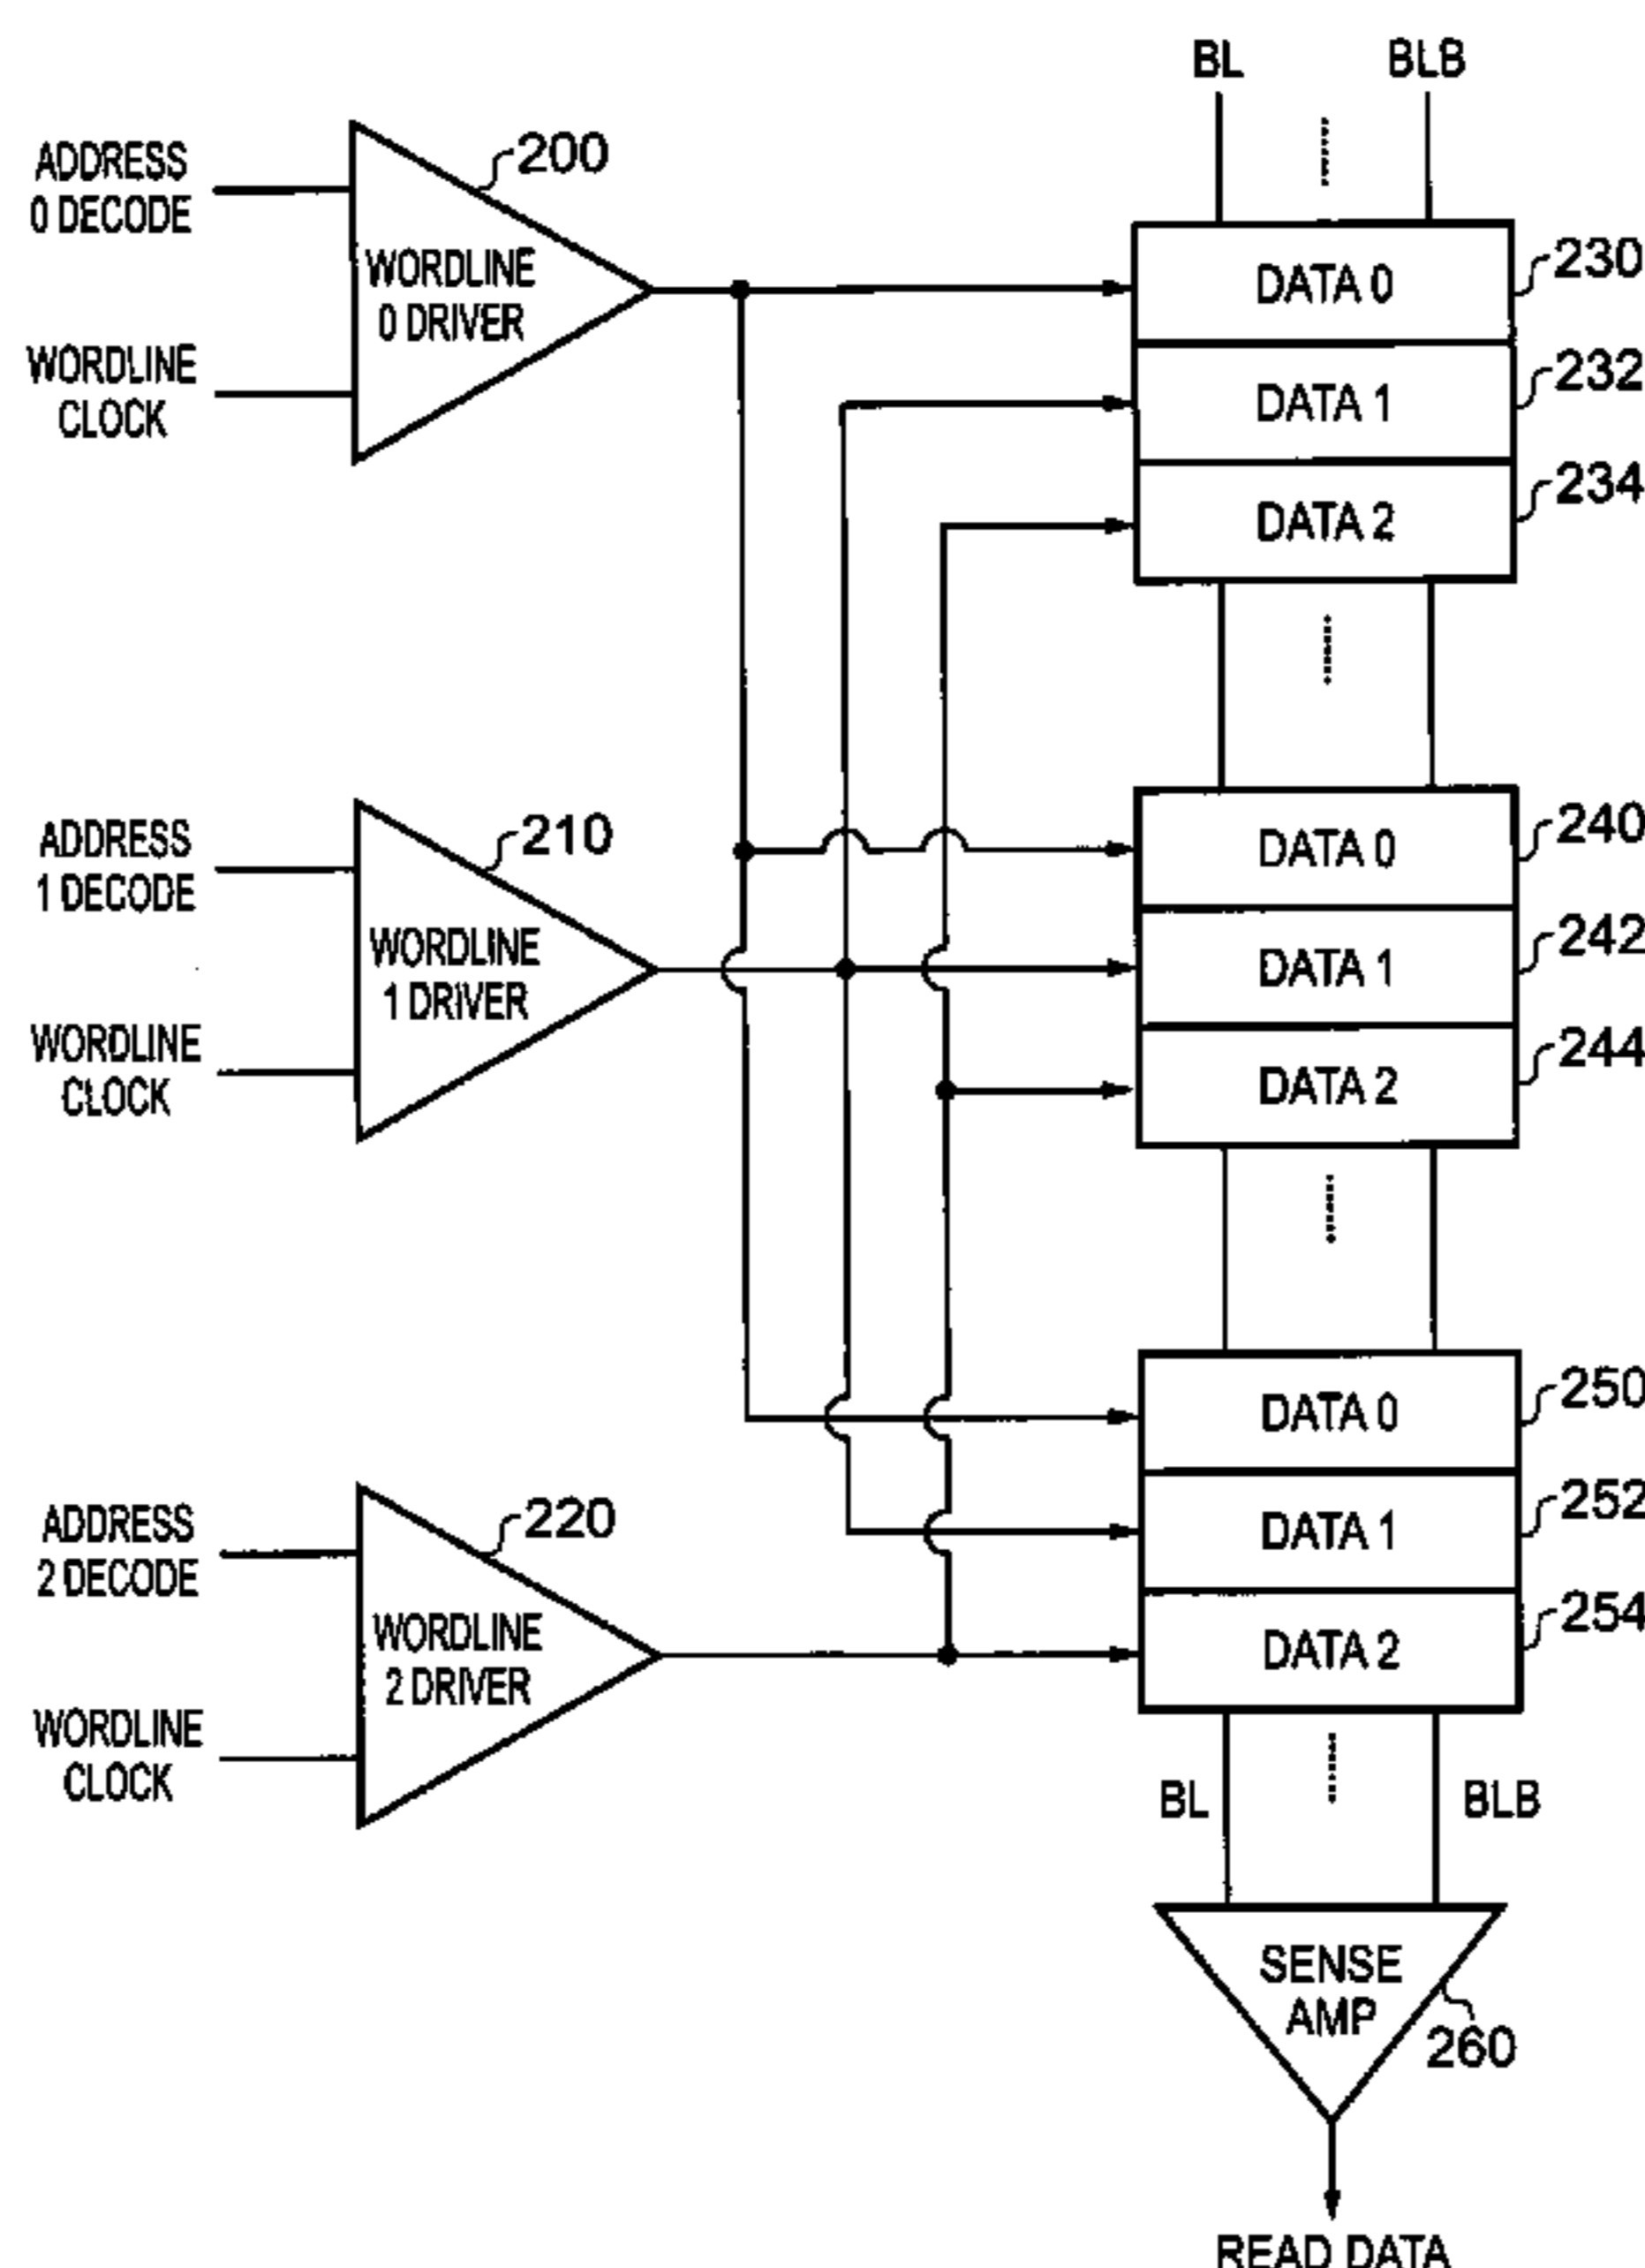 BL
BLB
ADDRESS
0 DECODE
200
WORDLINE
0 DRIVER
WORDLINE
CLOCK
DATA 0
230
DATA 1
232
DATA 2
234
ADDRESS
1 DECODE
210
WORDLINE
1 DRIVER
WORDLINE
CLOCK
DATA 0
240
DATA 1
242
DATA 2
244
ADDRESS
2 DECODE
220
WORDLINE
2 DRIVER
WORDLINE
CLOCK
DATA 0
250
DATA 1
252
DATA 2
254
BL
BLB
SENSE
AMP
260
READ DATA